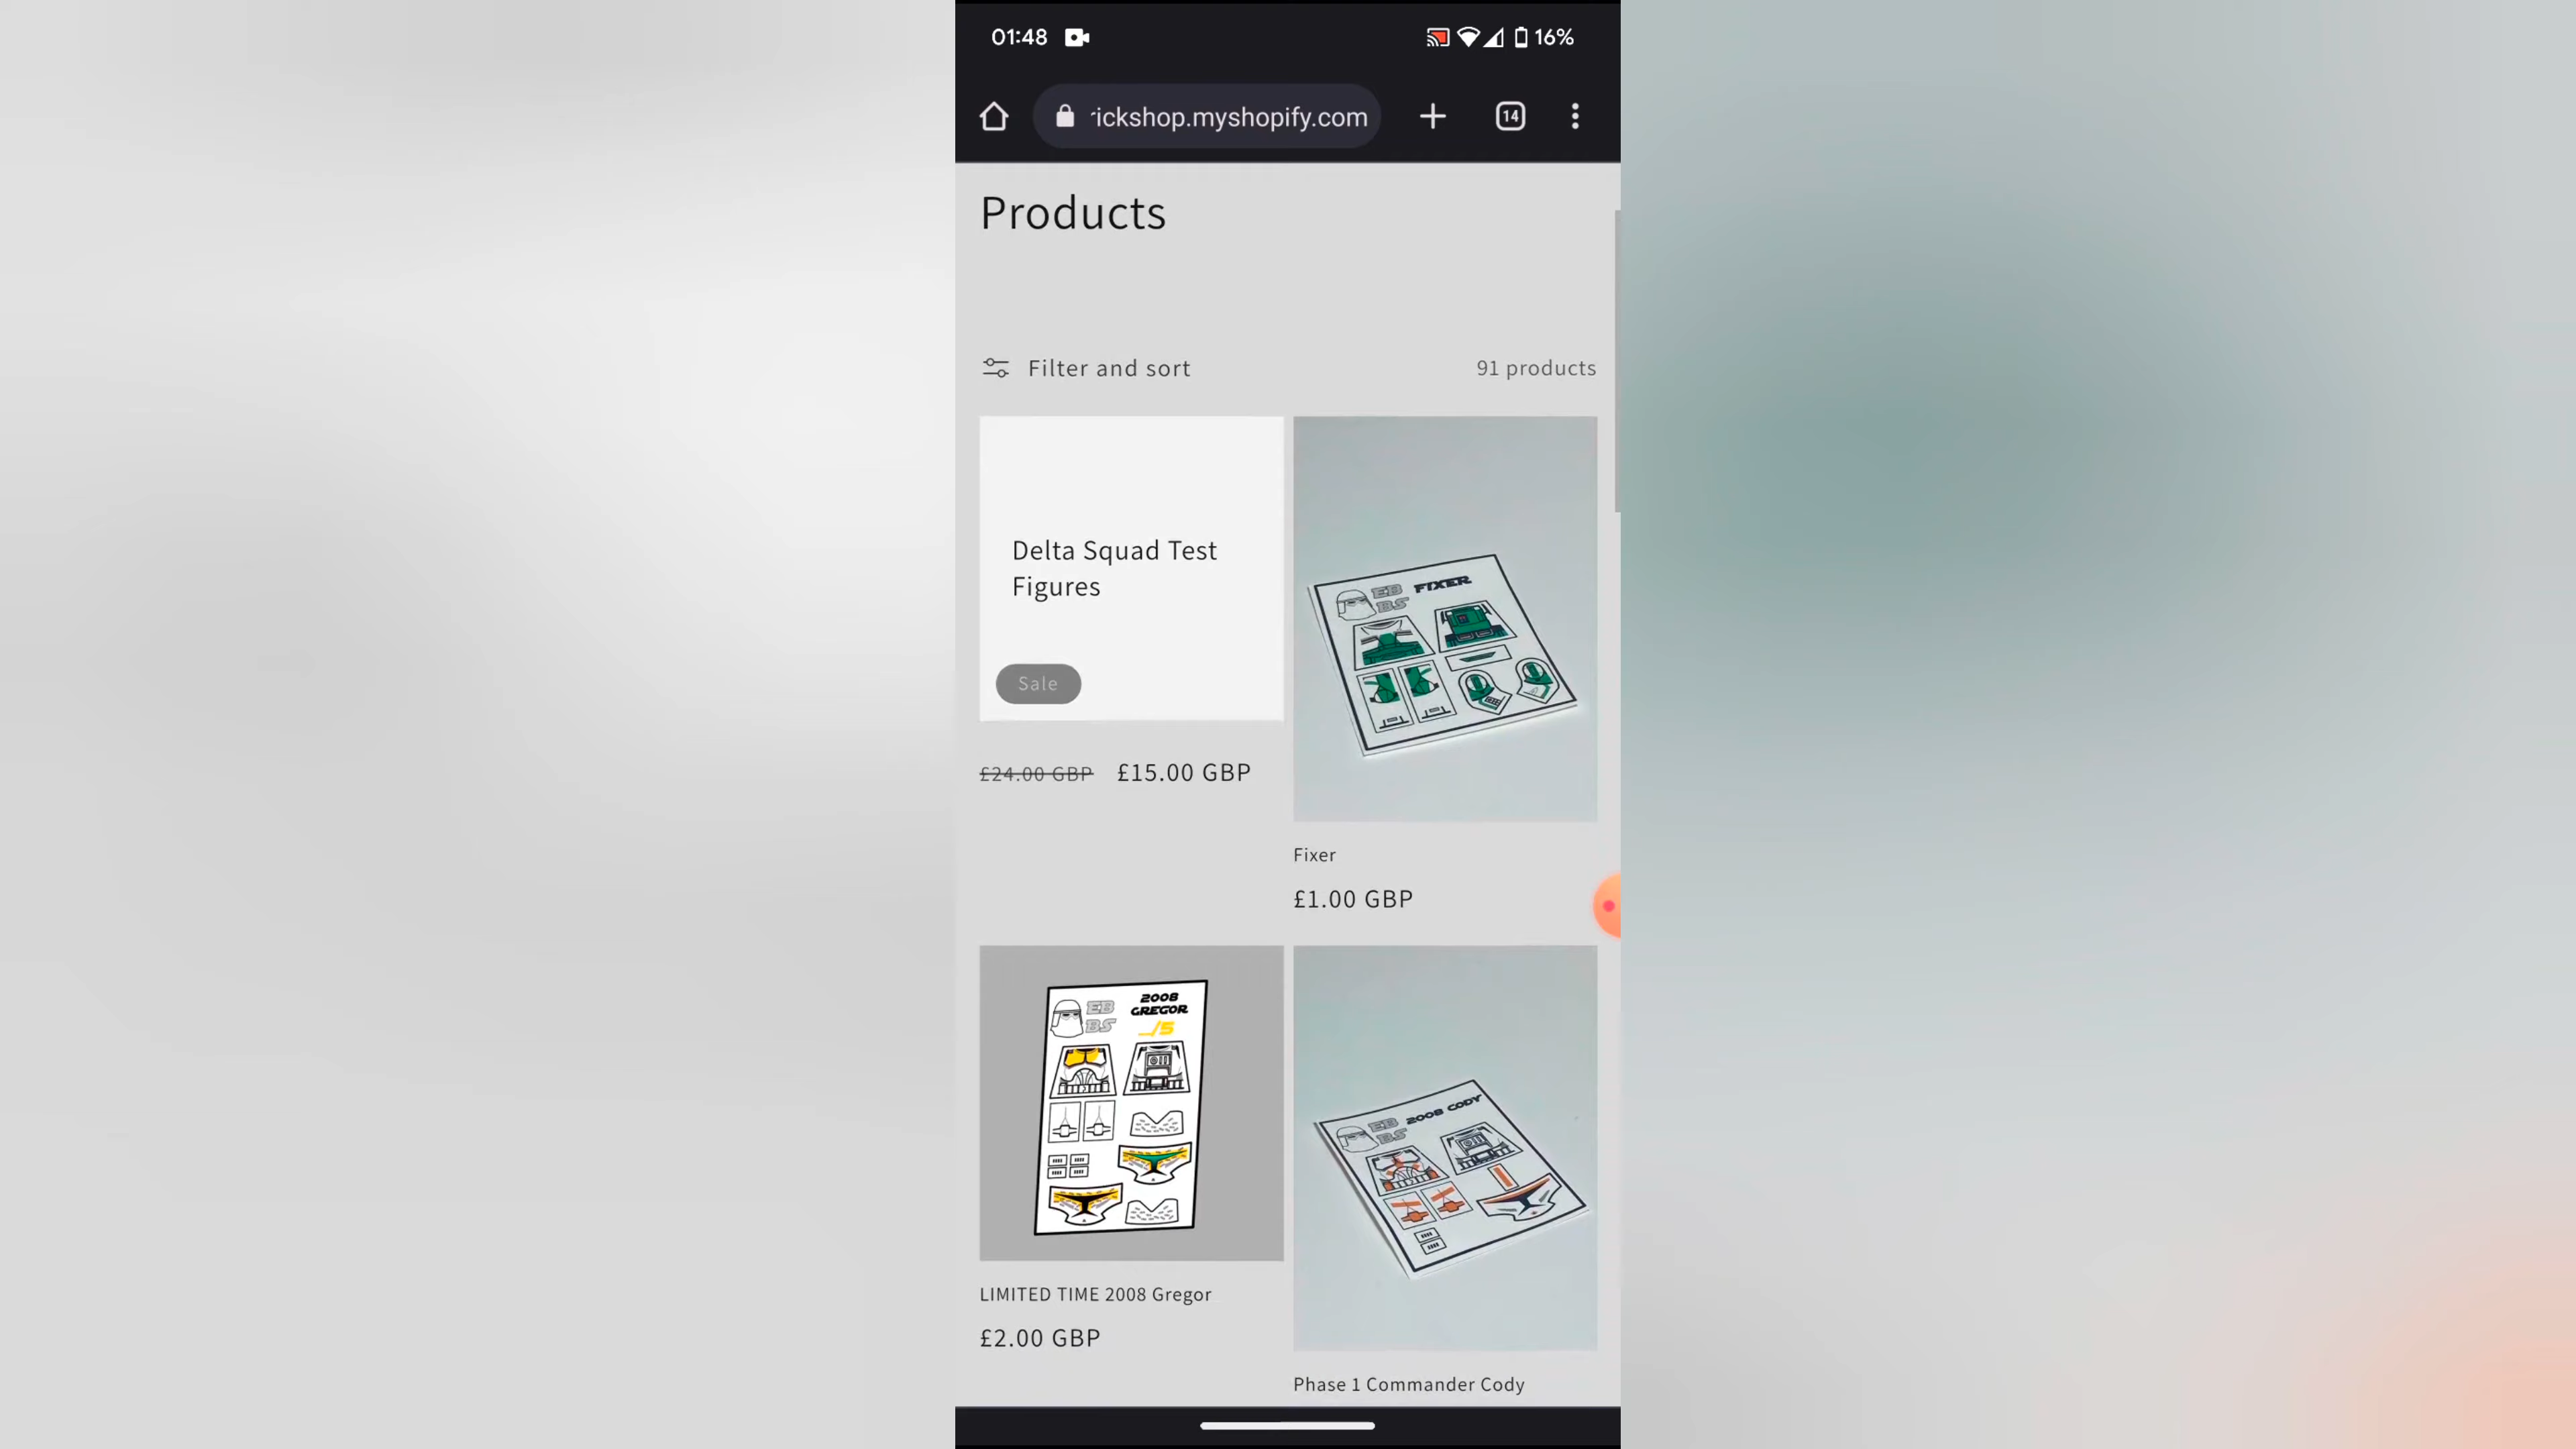 01:48
16%
rickshop.myshopify.com
14
Products
Filter and sort
91 products
Delta Squad Test
Figures
Sale
£24.00 GBP £15.00 GBP
EB
BS
FIXER
Fixer
£1.00 GBP
EB
BS
2008
GREGOR
_/5
LIMITED TIME 2008 Gregor
£2.00 GBP
EB
BS
2008 CODY
Phase 1 Commander Cody